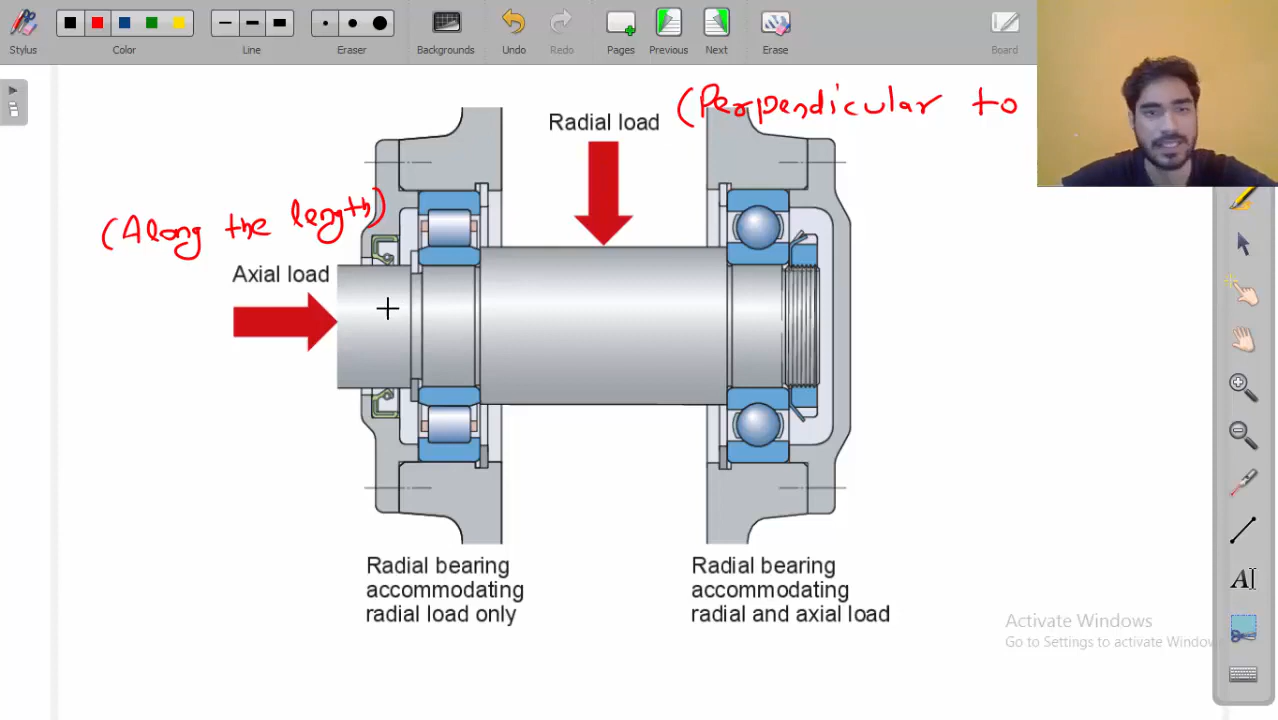 Stylus
Color
Line
Eraser
Backgrounds
Undo
Redo
Pages
Previous
Next
Erase
Board
(Perpendicular to
Radial load
(Along the length)
Axial load
Radial bearing
accommodating
radial load only
Radial bearing
accommodating
radial and axial load
Activate Windows
Go to Settings to activate Windows
A